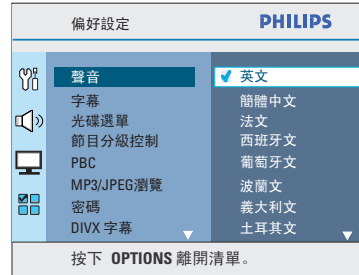 偏好設定
PHILIPS
聲音
字幕
光碟選單
節目分級控制
PBC
MP3/JPEG瀏覽
密碼
DIVX 字幕
英文
簡體中文
法文
西班牙文
葡萄牙文
波蘭文
義大利文
土耳其文
按下 OPTIONS 離開清單。